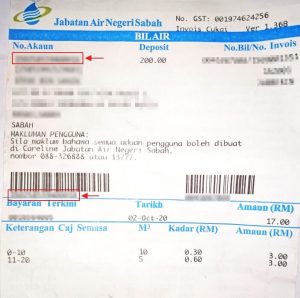 Jabatan Air Negeri Sabah
No. GST: 001974624256
Invois Cukai Ver 1.36B
BIL AIR
No.Akaun Deposit No.Bil/No. Invois
200.00
SABAH
MAKLUMAN PENGGUNA:
Sila maklum bahawa semua aduan pengguna boleh dibuat
di Careline Jabatan Air Negeri Sabah.
nombor 088-326888 atau 13277.
Bayaran Terkini Tarikh Amaun (RM)
02-Oct-20 17.00
Keterangan Caj Semasa M³ Kadar (RM) Amaun (RM)
0-10 10 0.30 3.00
11-20 5 0.60 3.00